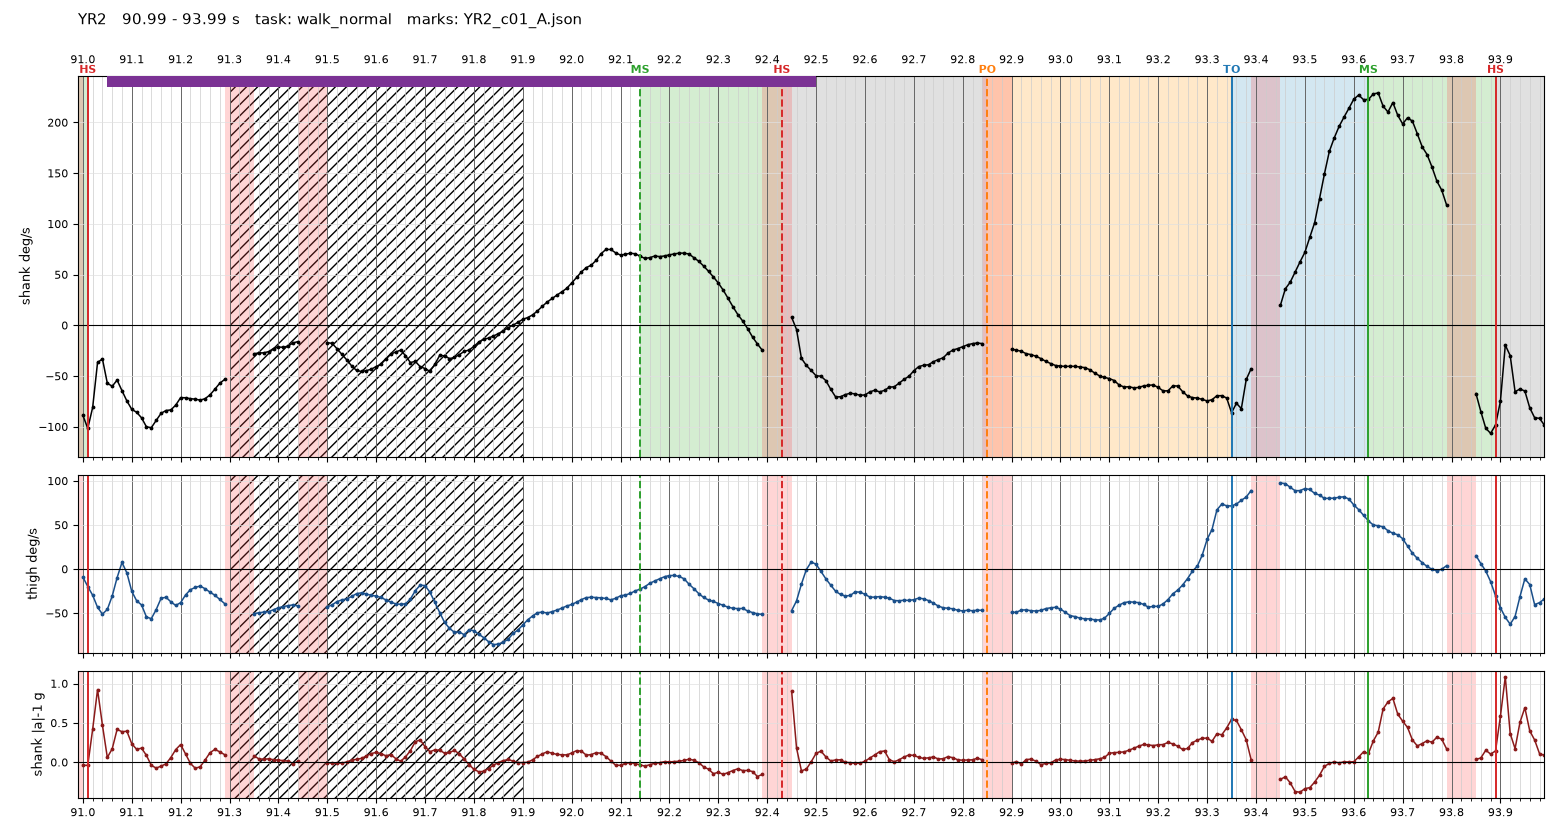 YR2   90.99 - 93.99 s   task: walk_normal   marks: YR2_c01_A.json
91.0 91.1 91.2 91.3 91.4 91.5 91.6 91.7 91.8 91.9 92.0 92.1 92.2 92.3 92.4 92.5 92.6 92.7 92.8 92.9 93.0 93.1 93.2 93.3 93.4 93.5 93.6 93.7 93.8 93.9
HS MS HS PO TO MS HS
shank deg/s
200
150
100
50
0
−50
−100
thigh deg/s
100
50
0
−50
shank |a|-1 g
1.0
0.5
0.0
91.0 91.1 91.2 91.3 91.4 91.5 91.6 91.7 91.8 91.9 92.0 92.1 92.2 92.3 92.4 92.5 92.6 92.7 92.8 92.9 93.0 93.1 93.2 93.3 93.4 93.5 93.6 93.7 93.8 93.9